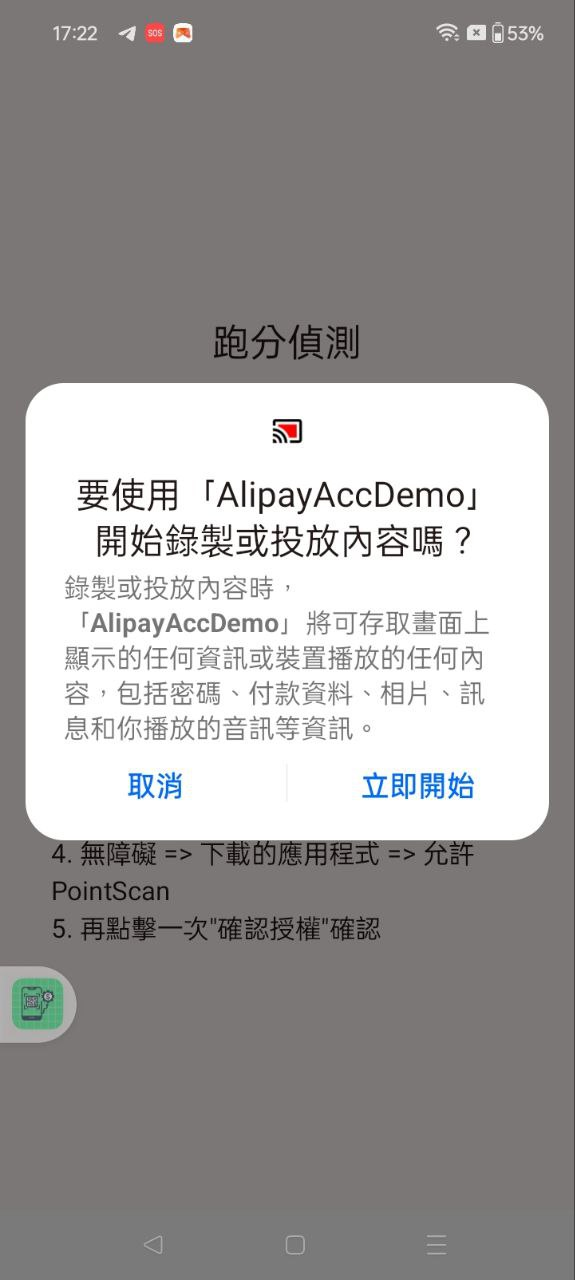 17:22
SOS
53%
跑分偵測
要使用「AlipayAccDemo」
開始錄製或投放內容嗎？
錄製或投放內容時，
「AlipayAccDemo」將可存取畫面上
顯示的任何資訊或裝置播放的任何內
容，包括密碼、付款資料、相片、訊
息和你播放的音訊等資訊。
取消
立即開始
4. 無障礙 => 下載的應用程式 => 允許
PointScan
5. 再點擊一次"確認授權"確認